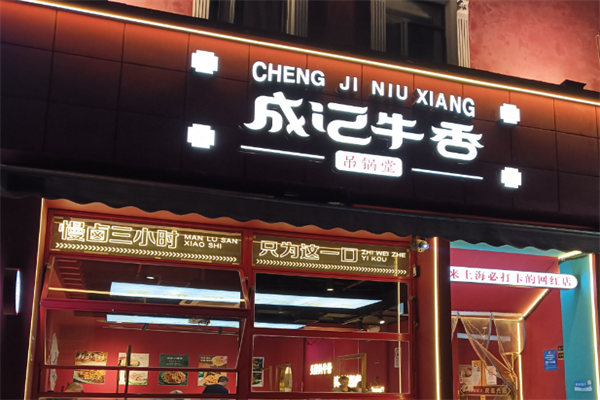 CHENG JI NIU XIANG
成记牛香
吊锅堂
慢卤三小时
MAN LU SAN
XIAO SHI
只为这一口
ZHI WEI ZHE
YI KOU
来上海必打卡的网红店